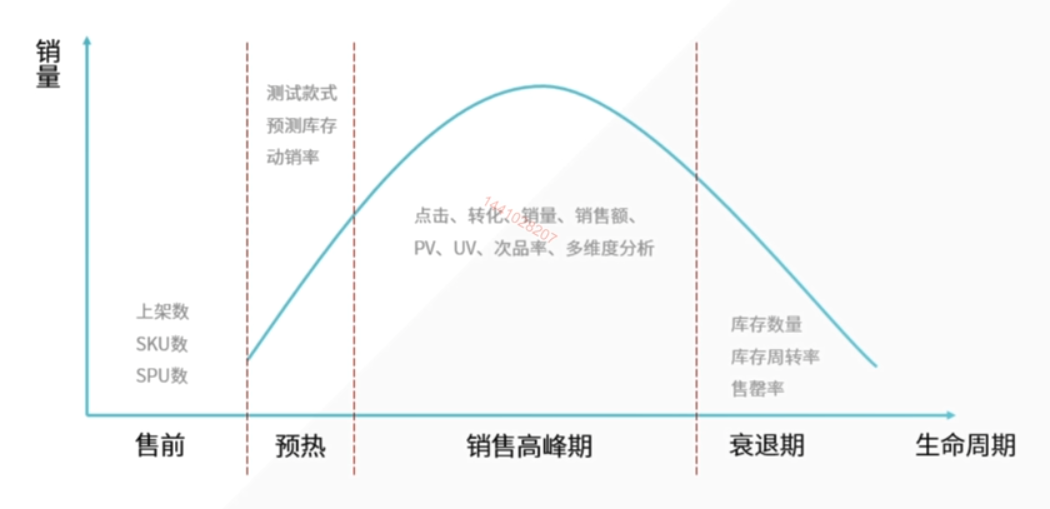 销量
测试款式
预测库存
动销率
点击、转化、销量、销售额、
PV、UV、次品率、多维度分析
1441028207
上架数
SKU数
SPU数
库存数量
库存周转率
售罄率
售前
预热
销售高峰期
衰退期
生命周期